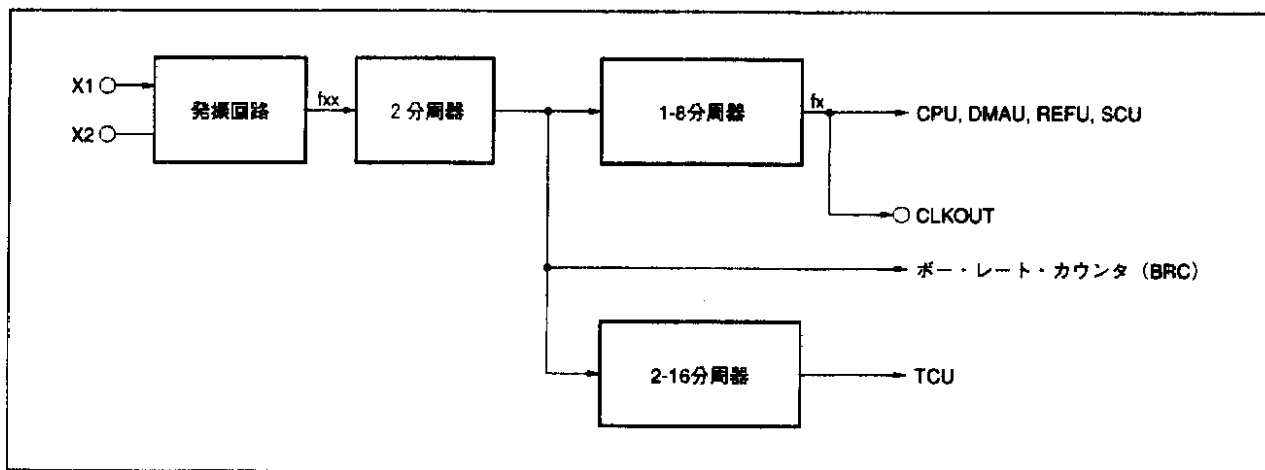 X1
X2
発振回路
fxx
2分周器
1-8分周器
fx
CPU, DMAU, REFU, SCU
CLKOUT
ボー・レート・カウンタ（BRC）
2-16分周器
TCU